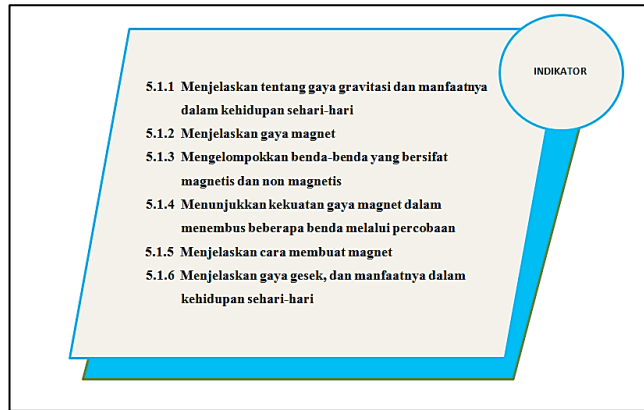 INDIKATOR
5.1.1 Menjelaskan tentang gaya gravitasi dan manfaatnya
dalam kehidupan sehari-hari
5.1.2 Menjelaskan gaya magnet
5.1.3 Mengelompokkan benda-benda yang bersifat
magnetis dan non magnetis
5.1.4 Menunjukkan kekuatan gaya magnet dalam
menembus beberapa benda melalui percobaan
5.1.5 Menjelaskan cara membuat magnet
5.1.6 Menjelaskan gaya gesek, dan manfaatnya dalam
kehidupan sehari-hari